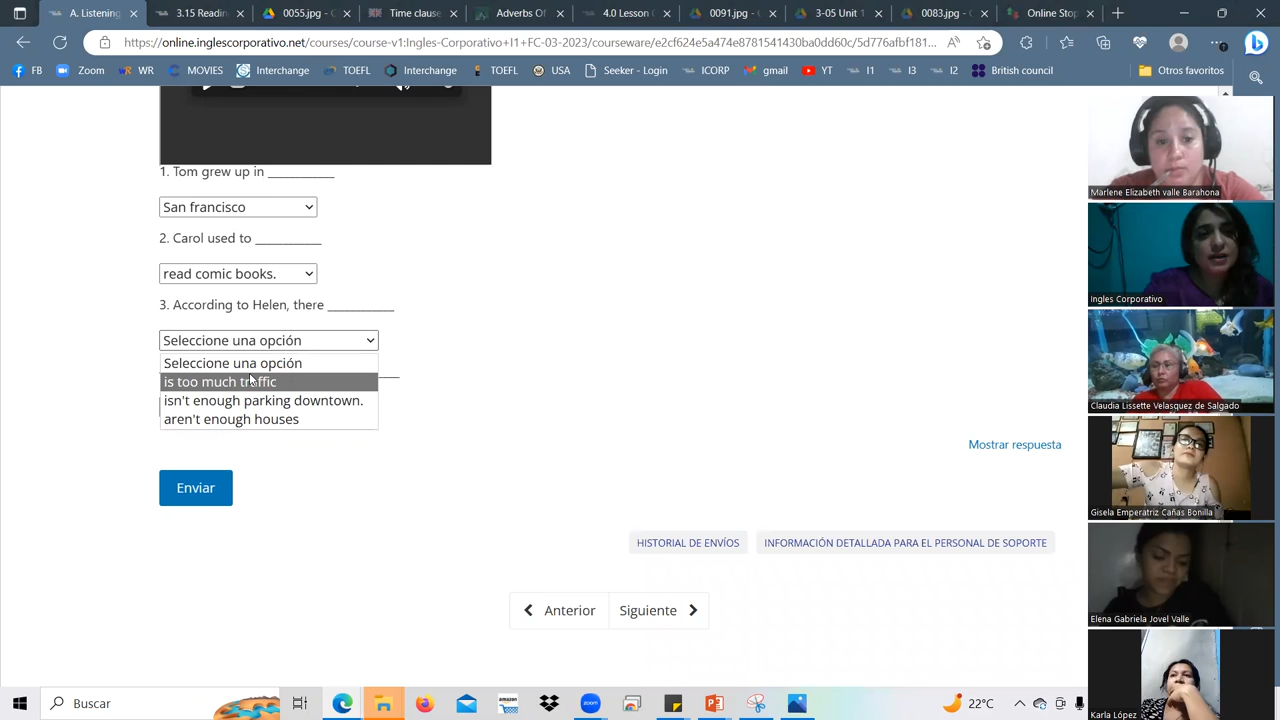 A. Listening
3.15 Readin
0055.jpg - G
Time clause
Adverbs Of
4.0 Lesson G
0091.jpg - G
3-05 Unit 1
0083.jpg - G
Online Stop
https://online.inglescorporativo.net/courses/course-v1:Ingles-Corporativo+I1+FC-03-2023/courseware/e2cf624e5a474e8781541430ba0dd60c/5d776afbf181...
FB Zoom WR MOVIES Interchange TOEFL Interchange TOEFL USA Seeker - Login ICORP gmail YT I1 I3 I2 British council Otros favoritos
1. Tom grew up in ___________
San francisco
2. Carol used to ___________
read comic books.
3. According to Helen, there ___________
Seleccione una opción
Seleccione una opción
is too much traffic
isn't enough parking downtown.
aren't enough houses
Mostrar respuesta
Enviar
HISTORIAL DE ENVÍOS INFORMACIÓN DETALLADA PARA EL PERSONAL DE SOPORTE
Anterior Siguiente
Marlene Elizabeth valle Barahona
Ingles Corporativo
Claudia Lissette Velasquez de Salgado
Gisela Emperatriz Cañas Bonilla
Elena Gabriela Jovel Valle
Karla López
Buscar
amazon
zoom
22°C